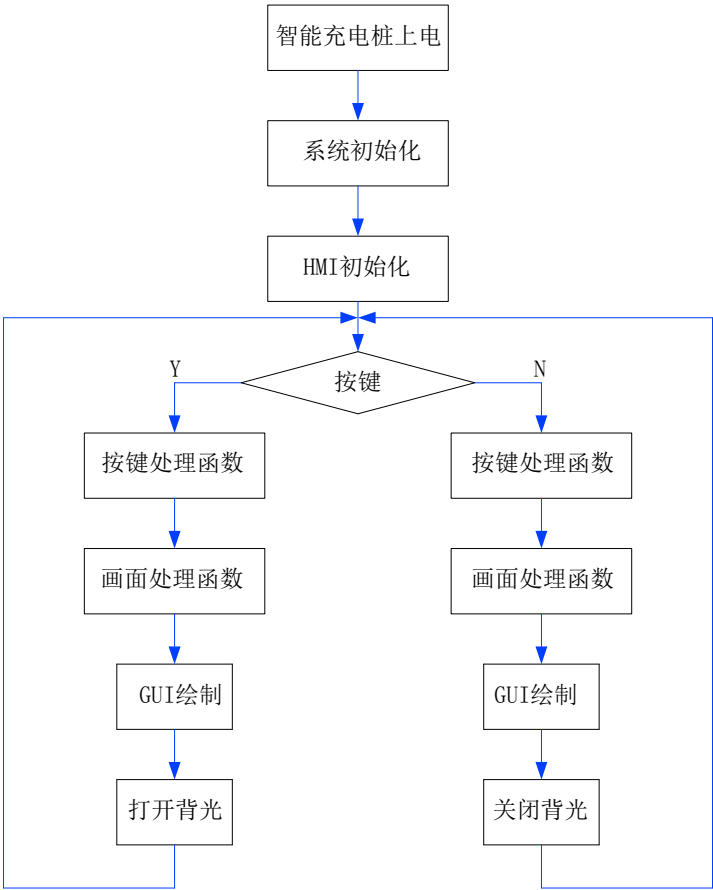 智能充电桩上电
系统初始化
HMI初始化
Y
N
按键
按键处理函数
按键处理函数
画面处理函数
画面处理函数
GUI绘制
GUI绘制
打开背光
关闭背光